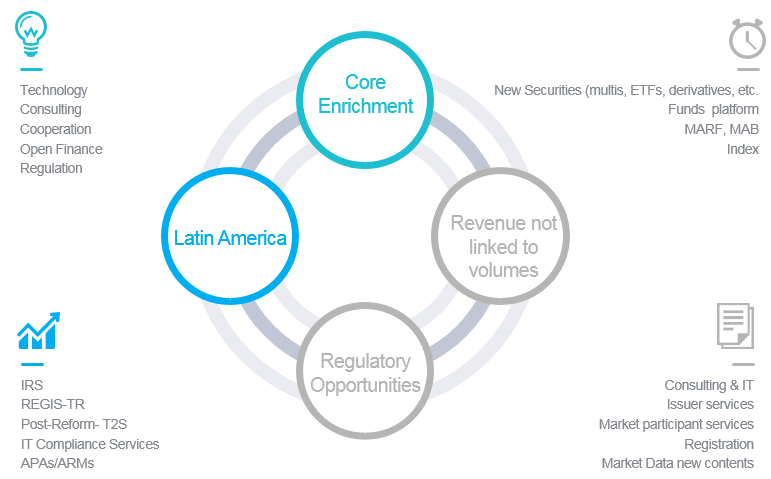 Technology
Consulting
Cooperation
Open Finance
Regulation
Core
Enrichment
New Securities (multis, ETFs, derivatives, etc.
Funds platform
MARF, MAB
Index
Latin America
Revenue not
linked to
volumes
Regulatory
Opportunities
IRS
REGIS-TR
Post-Reform- T2S
IT Compliance Services
APAs/ARMs
Consulting & IT
Issuer services
Market participant services
Registration
Market Data new contents